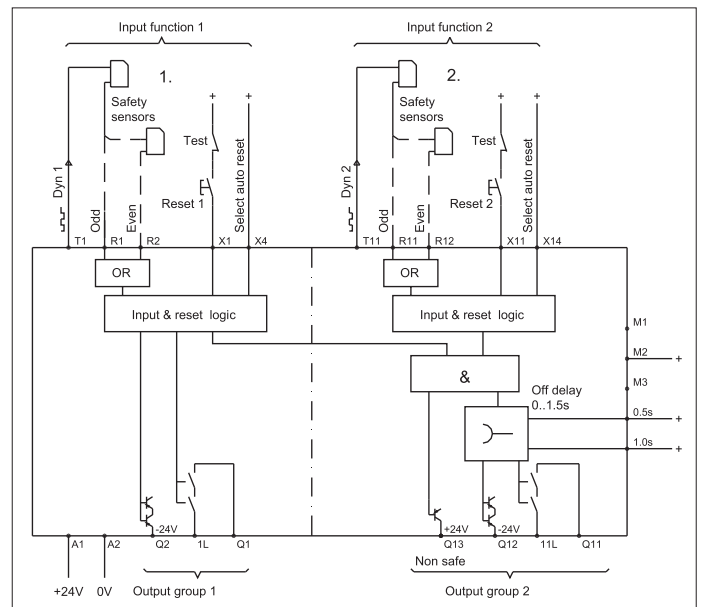 Input function 1
Input function 2
1.
2.
Safety
sensors
Safety
sensors
+
+
+
+
Test
Test
Dyn 1
Odd
Even
Reset 1
Select auto reset
Dyn 2
Odd
Even
Reset 2
Select auto reset
T1
R1
R2
X1
X4
T11
R11
R12
X11
X14
OR
OR
Input & reset logic
Input & reset logic
M1
M2
+
&
M3
Off delay
0..1.5s
0.5s
+
1.0s
+
-24V
+24V
-24V
A1
A2
Q2
1L
Q1
Q13
Q12
11L
Q11
Non safe
+24V
0V
Output group 1
Output group 2